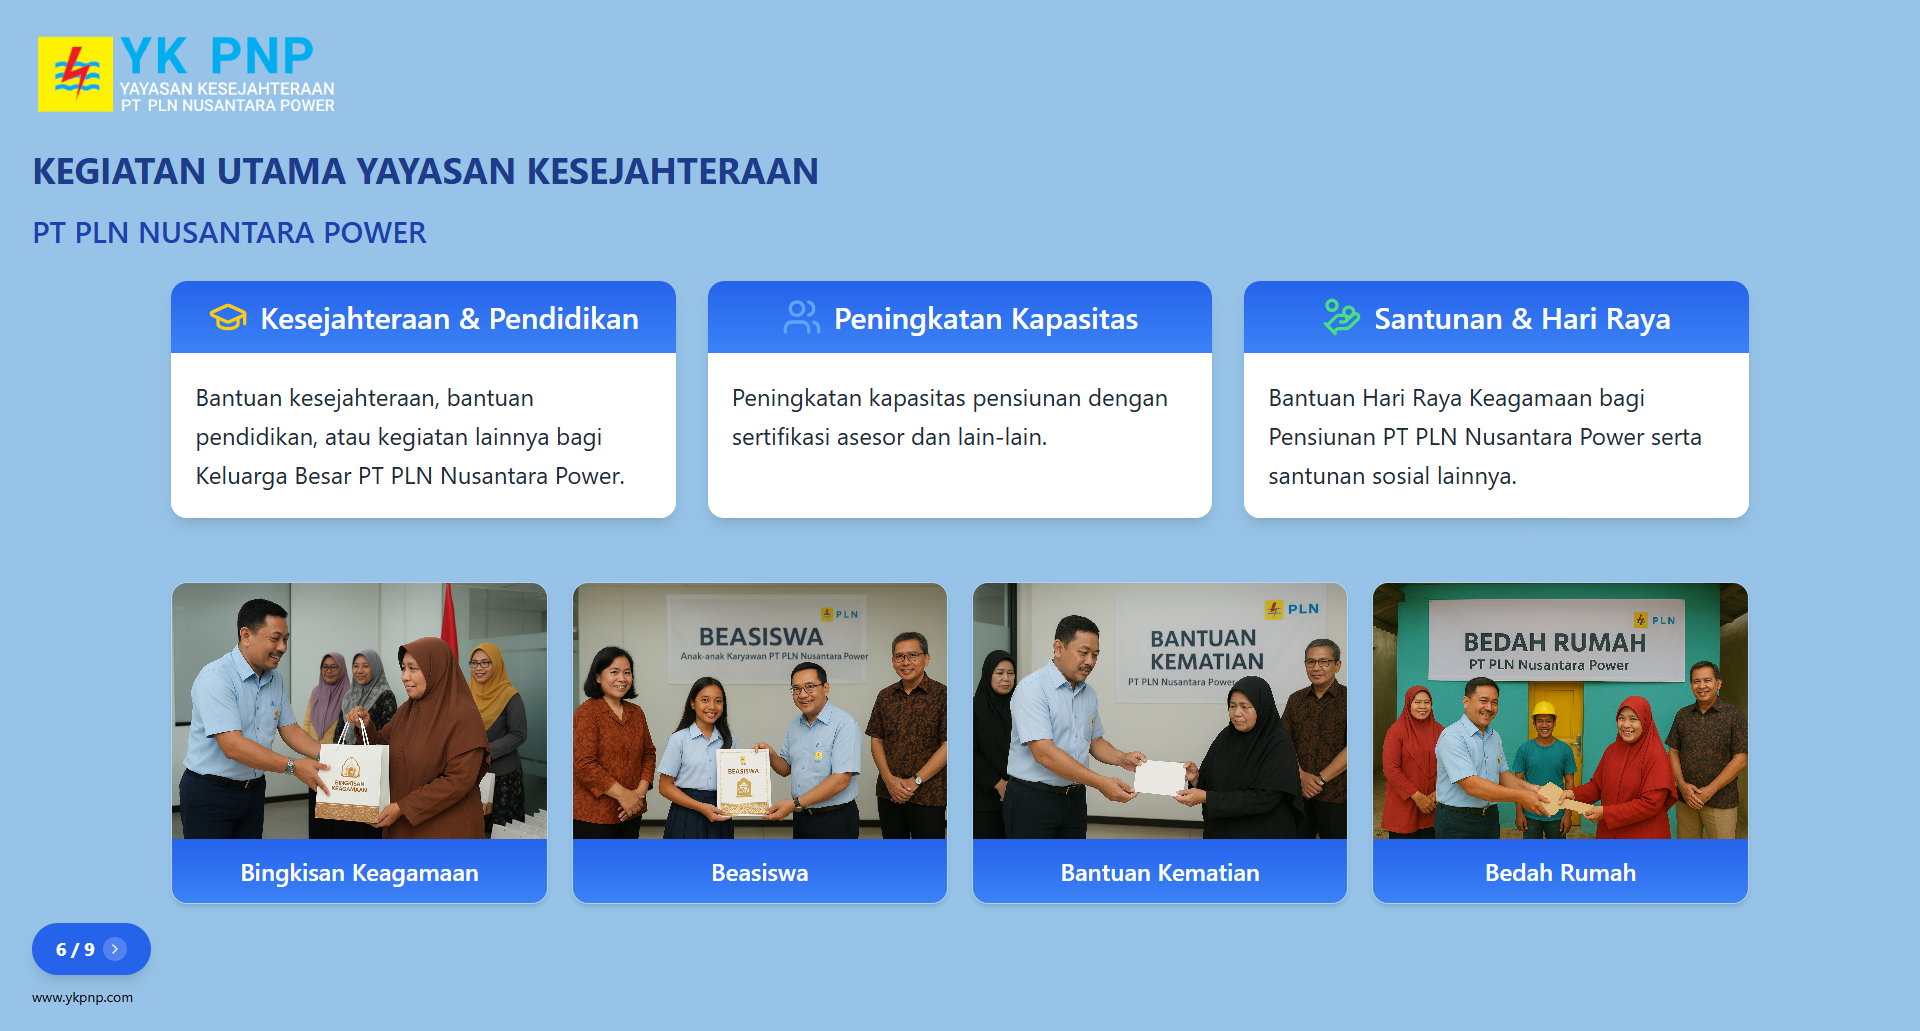 YK PNP
YAYASAN KESEJAHTERAAN
PT PLN NUSANTARA POWER
KEGIATAN UTAMA YAYASAN KESEJAHTERAAN
PT PLN NUSANTARA POWER
Kesejahteraan & Pendidikan
Bantuan kesejahteraan, bantuan
pendidikan, atau kegiatan lainnya bagi
Keluarga Besar PT PLN Nusantara Power.
Peningkatan Kapasitas
Peningkatan kapasitas pensiunan dengan
sertifikasi asesor dan lain-lain.
Santunan & Hari Raya
Bantuan Hari Raya Keagamaan bagi
Pensiunan PT PLN Nusantara Power serta
santunan sosial lainnya.
BINGKISAN
KEAGAMAAN
Bingkisan Keagamaan
PLN
BEASISWA
Anak-anak Karyawan PT PLN Nusantara Power
BEASISWA
Beasiswa
PLN
BANTUAN
KEMATIAN
PT PLN Nusantara Power
Bantuan Kematian
PLN
BEDAH RUMAH
PT PLN Nusantara Power
Bedah Rumah
6 / 9
www.ykpnp.com